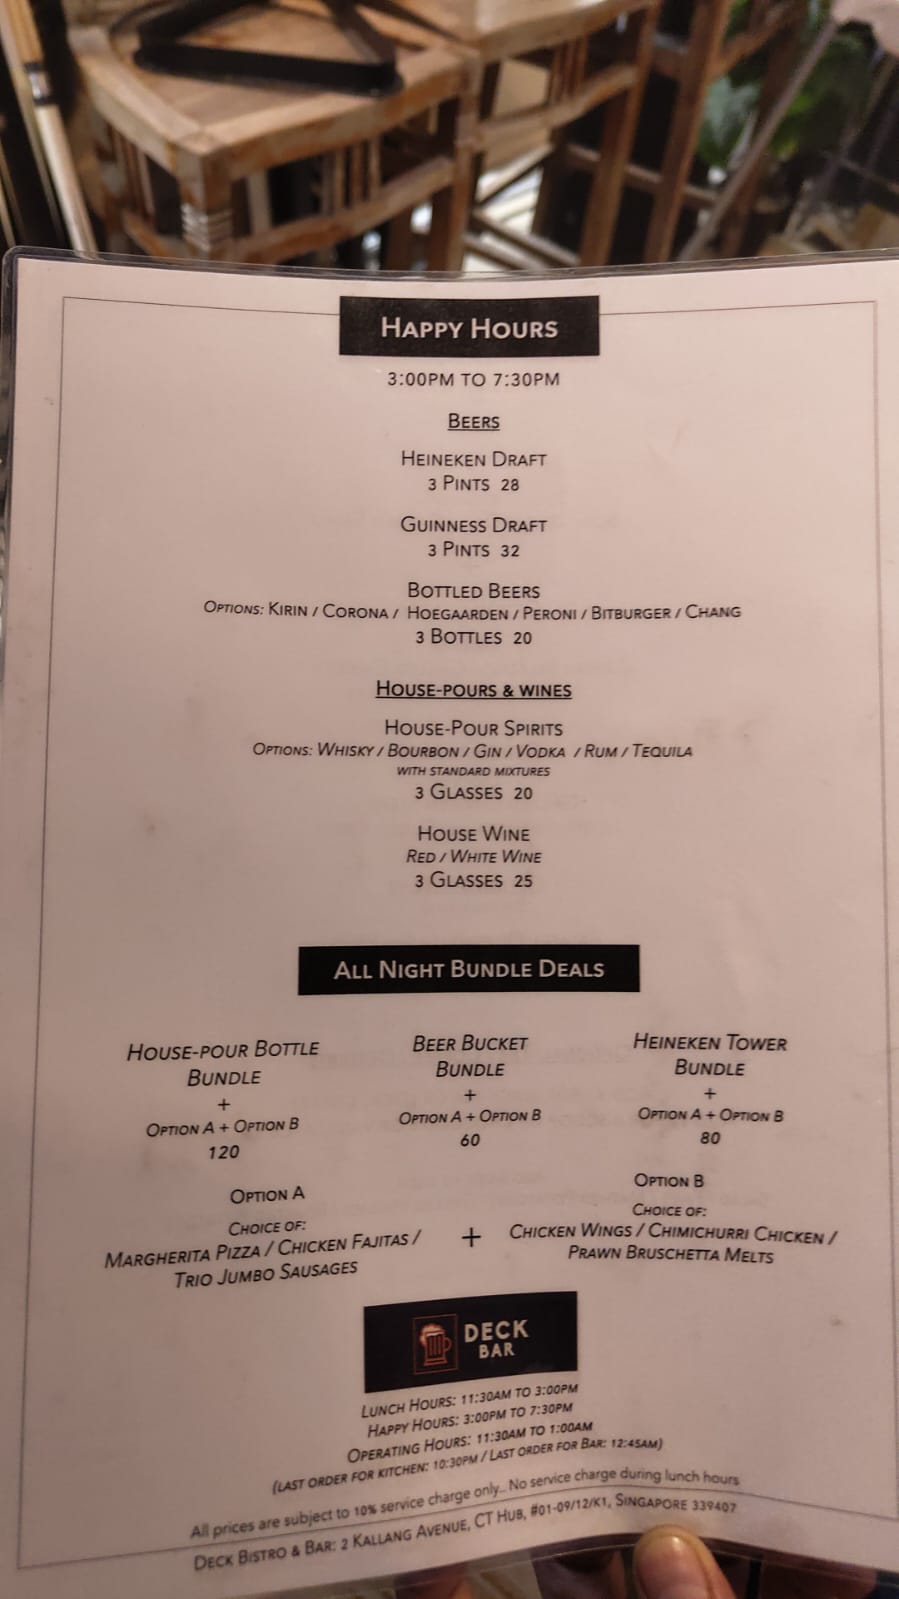 HAPPY HOURS
3:00PM TO 7:30PM
BEERS
HEINEKEN DRAFT
3 PINTS 28
GUINNESS DRAFT
3 PINTS 32
BOTTLED BEERS
OPTIONS: KIRIN / CORONA / HOEGAARDEN / PERONI / BITBURGER / CHANG
3 BOTTLES 20
HOUSE-POURS & WINES
HOUSE-POUR SPIRITS
OPTIONS: WHISKY / BOURBON / GIN / VODKA / RUM / TEQUILA
WITH STANDARD MIXTURES
3 GLASSES 20
HOUSE WINE
RED / WHITE WINE
3 GLASSES 25
ALL NIGHT BUNDLE DEALS
HOUSE-POUR BOTTLE
BUNDLE
+
OPTION A + OPTION B
120
BEER BUCKET
BUNDLE
+
OPTION A + OPTION B
60
HEINEKEN TOWER
BUNDLE
+
OPTION A + OPTION B
80
OPTION A
CHOICE OF:
MARGHERITA PIZZA / CHICKEN FAJITAS /
TRIO JUMBO SAUSAGES
+
OPTION B
CHOICE OF:
CHICKEN WINGS / CHIMICHURRI CHICKEN /
PRAWN BRUSCHETTA MELTS
DECK
BAR
LUNCH HOURS: 11:30AM TO 3:00PM
HAPPY HOURS: 3:00PM TO 7:30PM
OPERATING HOURS: 11:30AM TO 1:00AM
(LAST ORDER FOR KITCHEN: 10:30PM / LAST ORDER FOR BAR: 12:45AM)
All prices are subject to 10% service charge only.. No service charge during lunch hours
DECK BISTRO & BAR: 2 KALLANG AVENUE, CT HUB, #01-09/12/K1, SINGAPORE 339407